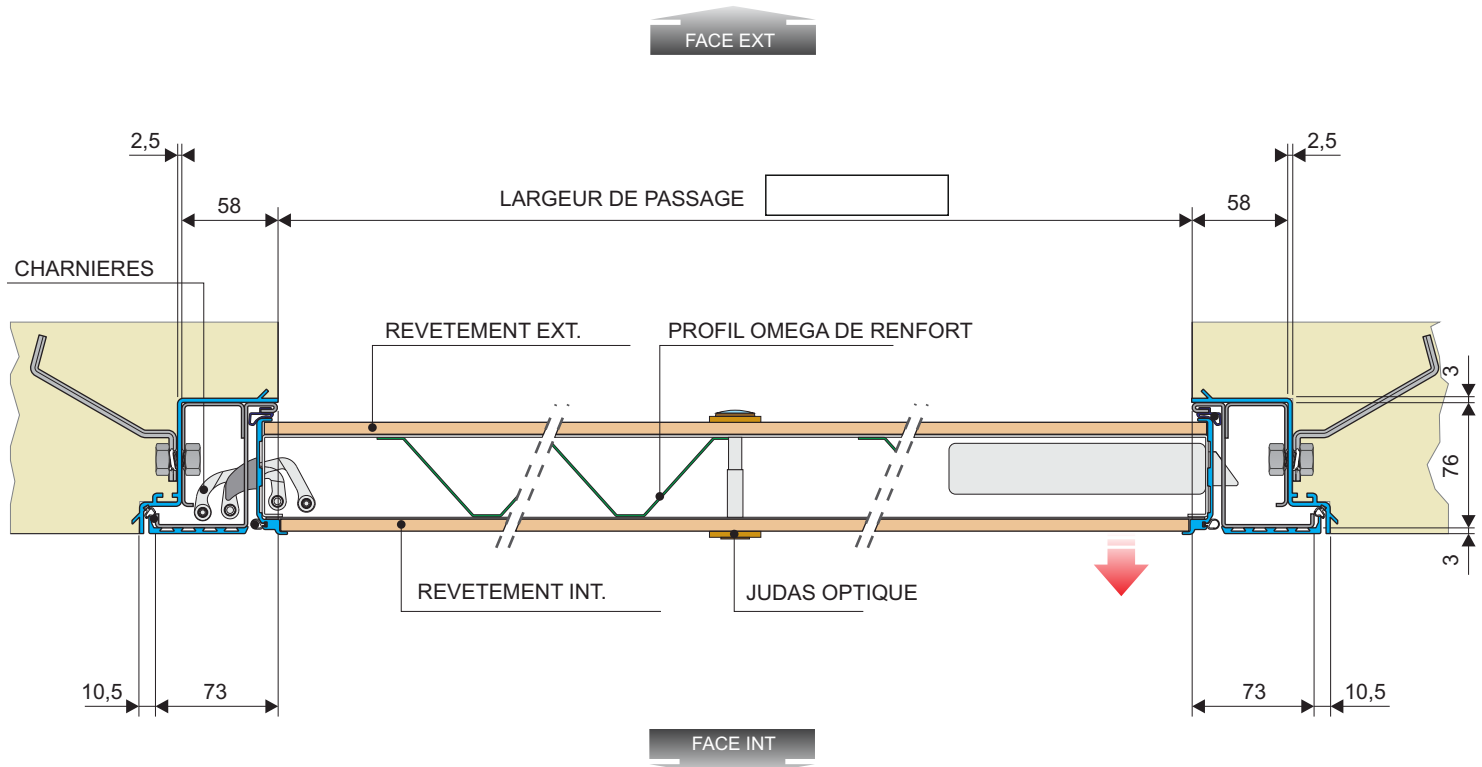 FACE EXT
2,5
2,5
58
LARGEUR DE PASSAGE
58
CHARNIERES
REVETEMENT EXT.
PROFIL OMEGA DE RENFORT
3
76
3
REVETEMENT INT.
JUDAS OPTIQUE
10,5
73
73
10,5
FACE INT